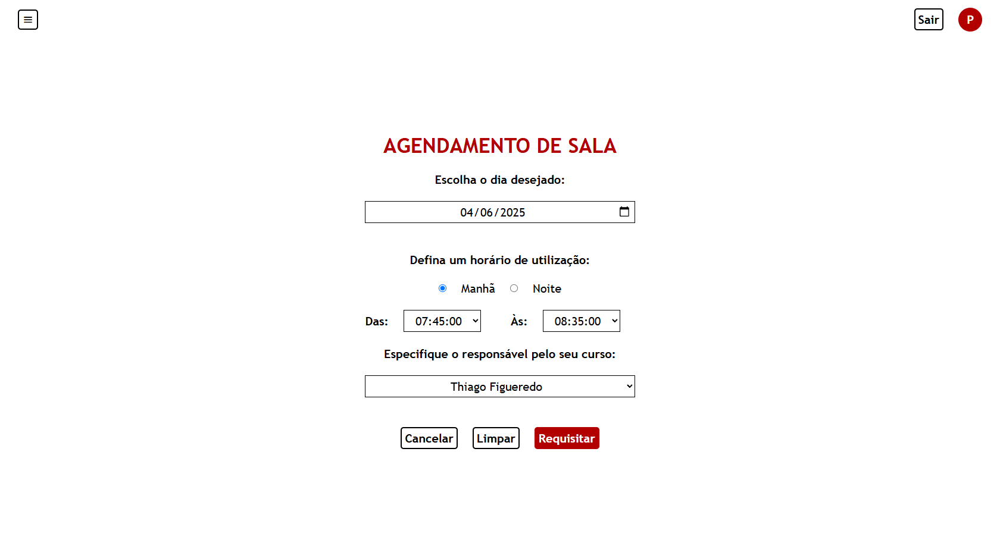 Sair P
AGENDAMENTO DE SALA
Escolha o dia desejado:
04/06/2025
Defina um horário de utilização:
Manhã Noite
Das: 07:45:00 Às: 08:35:00
Especifique o responsável pelo seu curso:
Thiago Figueredo
Cancelar Limpar Requisitar